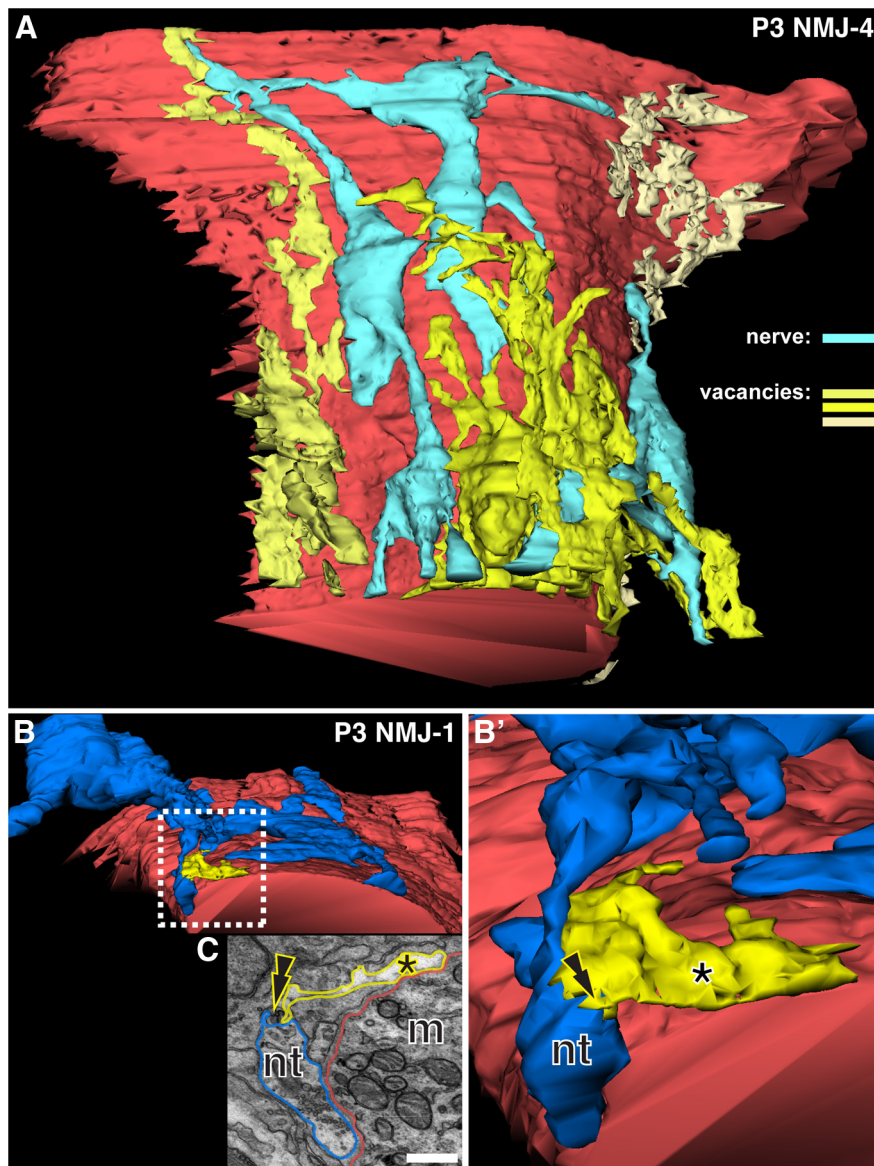 A
P3 NMJ-4
nerve:
vacancies:
B
P3 NMJ-1
B’
C
*
nt
m
*
nt